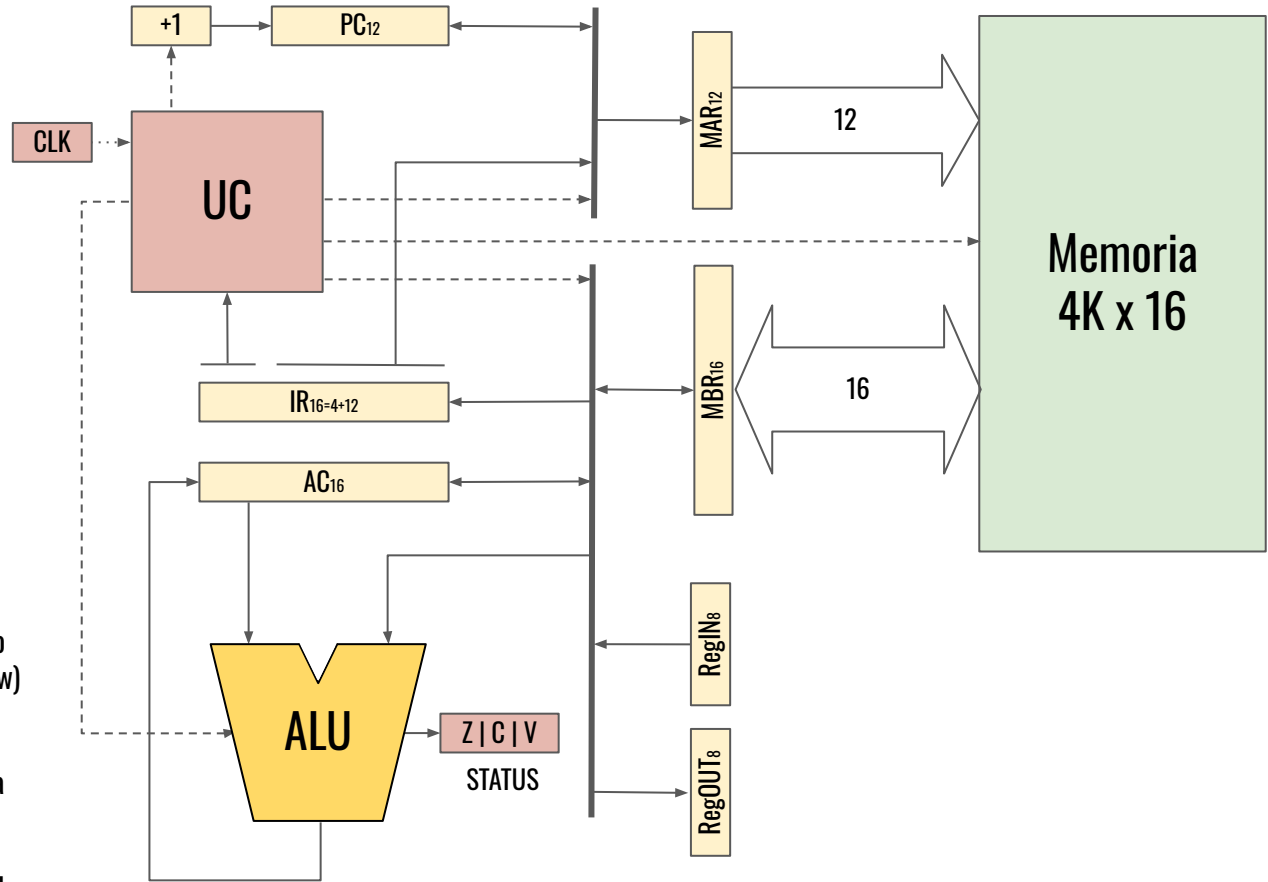 +1
PC12
CLK
UC
MAR12
12
Memoria
4K x 16
IR16=4+12
MBR16
16
AC16
RegIN8
w)
ALU
Z | C | V
STATUS
RegOUT8